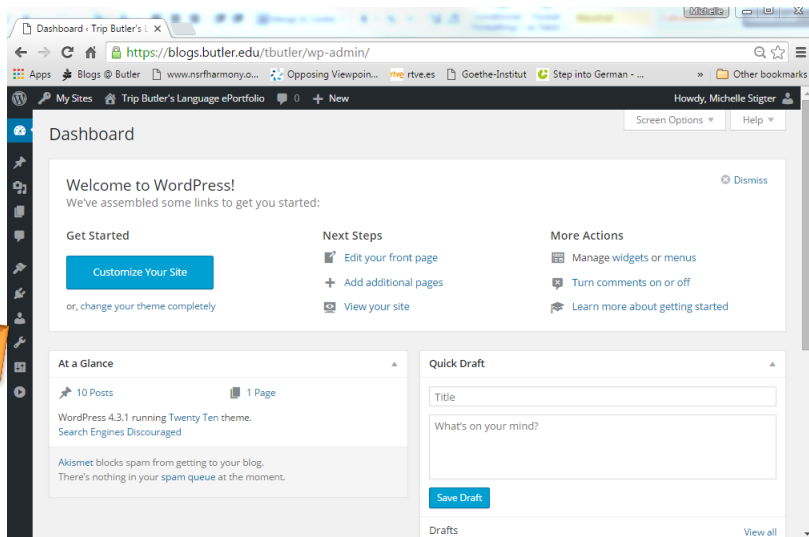 Michelle
Dashboard ‹ Trip Butler's L
https://blogs.butler.edu/tbutler/wp-admin/
Apps Blogs @ Butler www.nsrfharmony.o... Opposing Viewpoin... rtve rtve.es Goethe-Institut Step into German - ... » Other bookmarks
My Sites Trip Butler's Language ePortfolio 0 + New Howdy, Michelle Stigter
Screen Options Help
Dashboard
Welcome to WordPress! Dismiss
We've assembled some links to get you started:
Get Started
Customize Your Site
or, change your theme completely
Next Steps
Edit your front page
Add additional pages
View your site
More Actions
Manage widgets or menus
Turn comments on or off
Learn more about getting started
At a Glance
10 Posts 1 Page
WordPress 4.3.1 running Twenty Ten theme.
Search Engines Discouraged
Akismet blocks spam from getting to your blog.
There's nothing in your spam queue at the moment.
Quick Draft
Title
What's on your mind?
Save Draft
Drafts View all